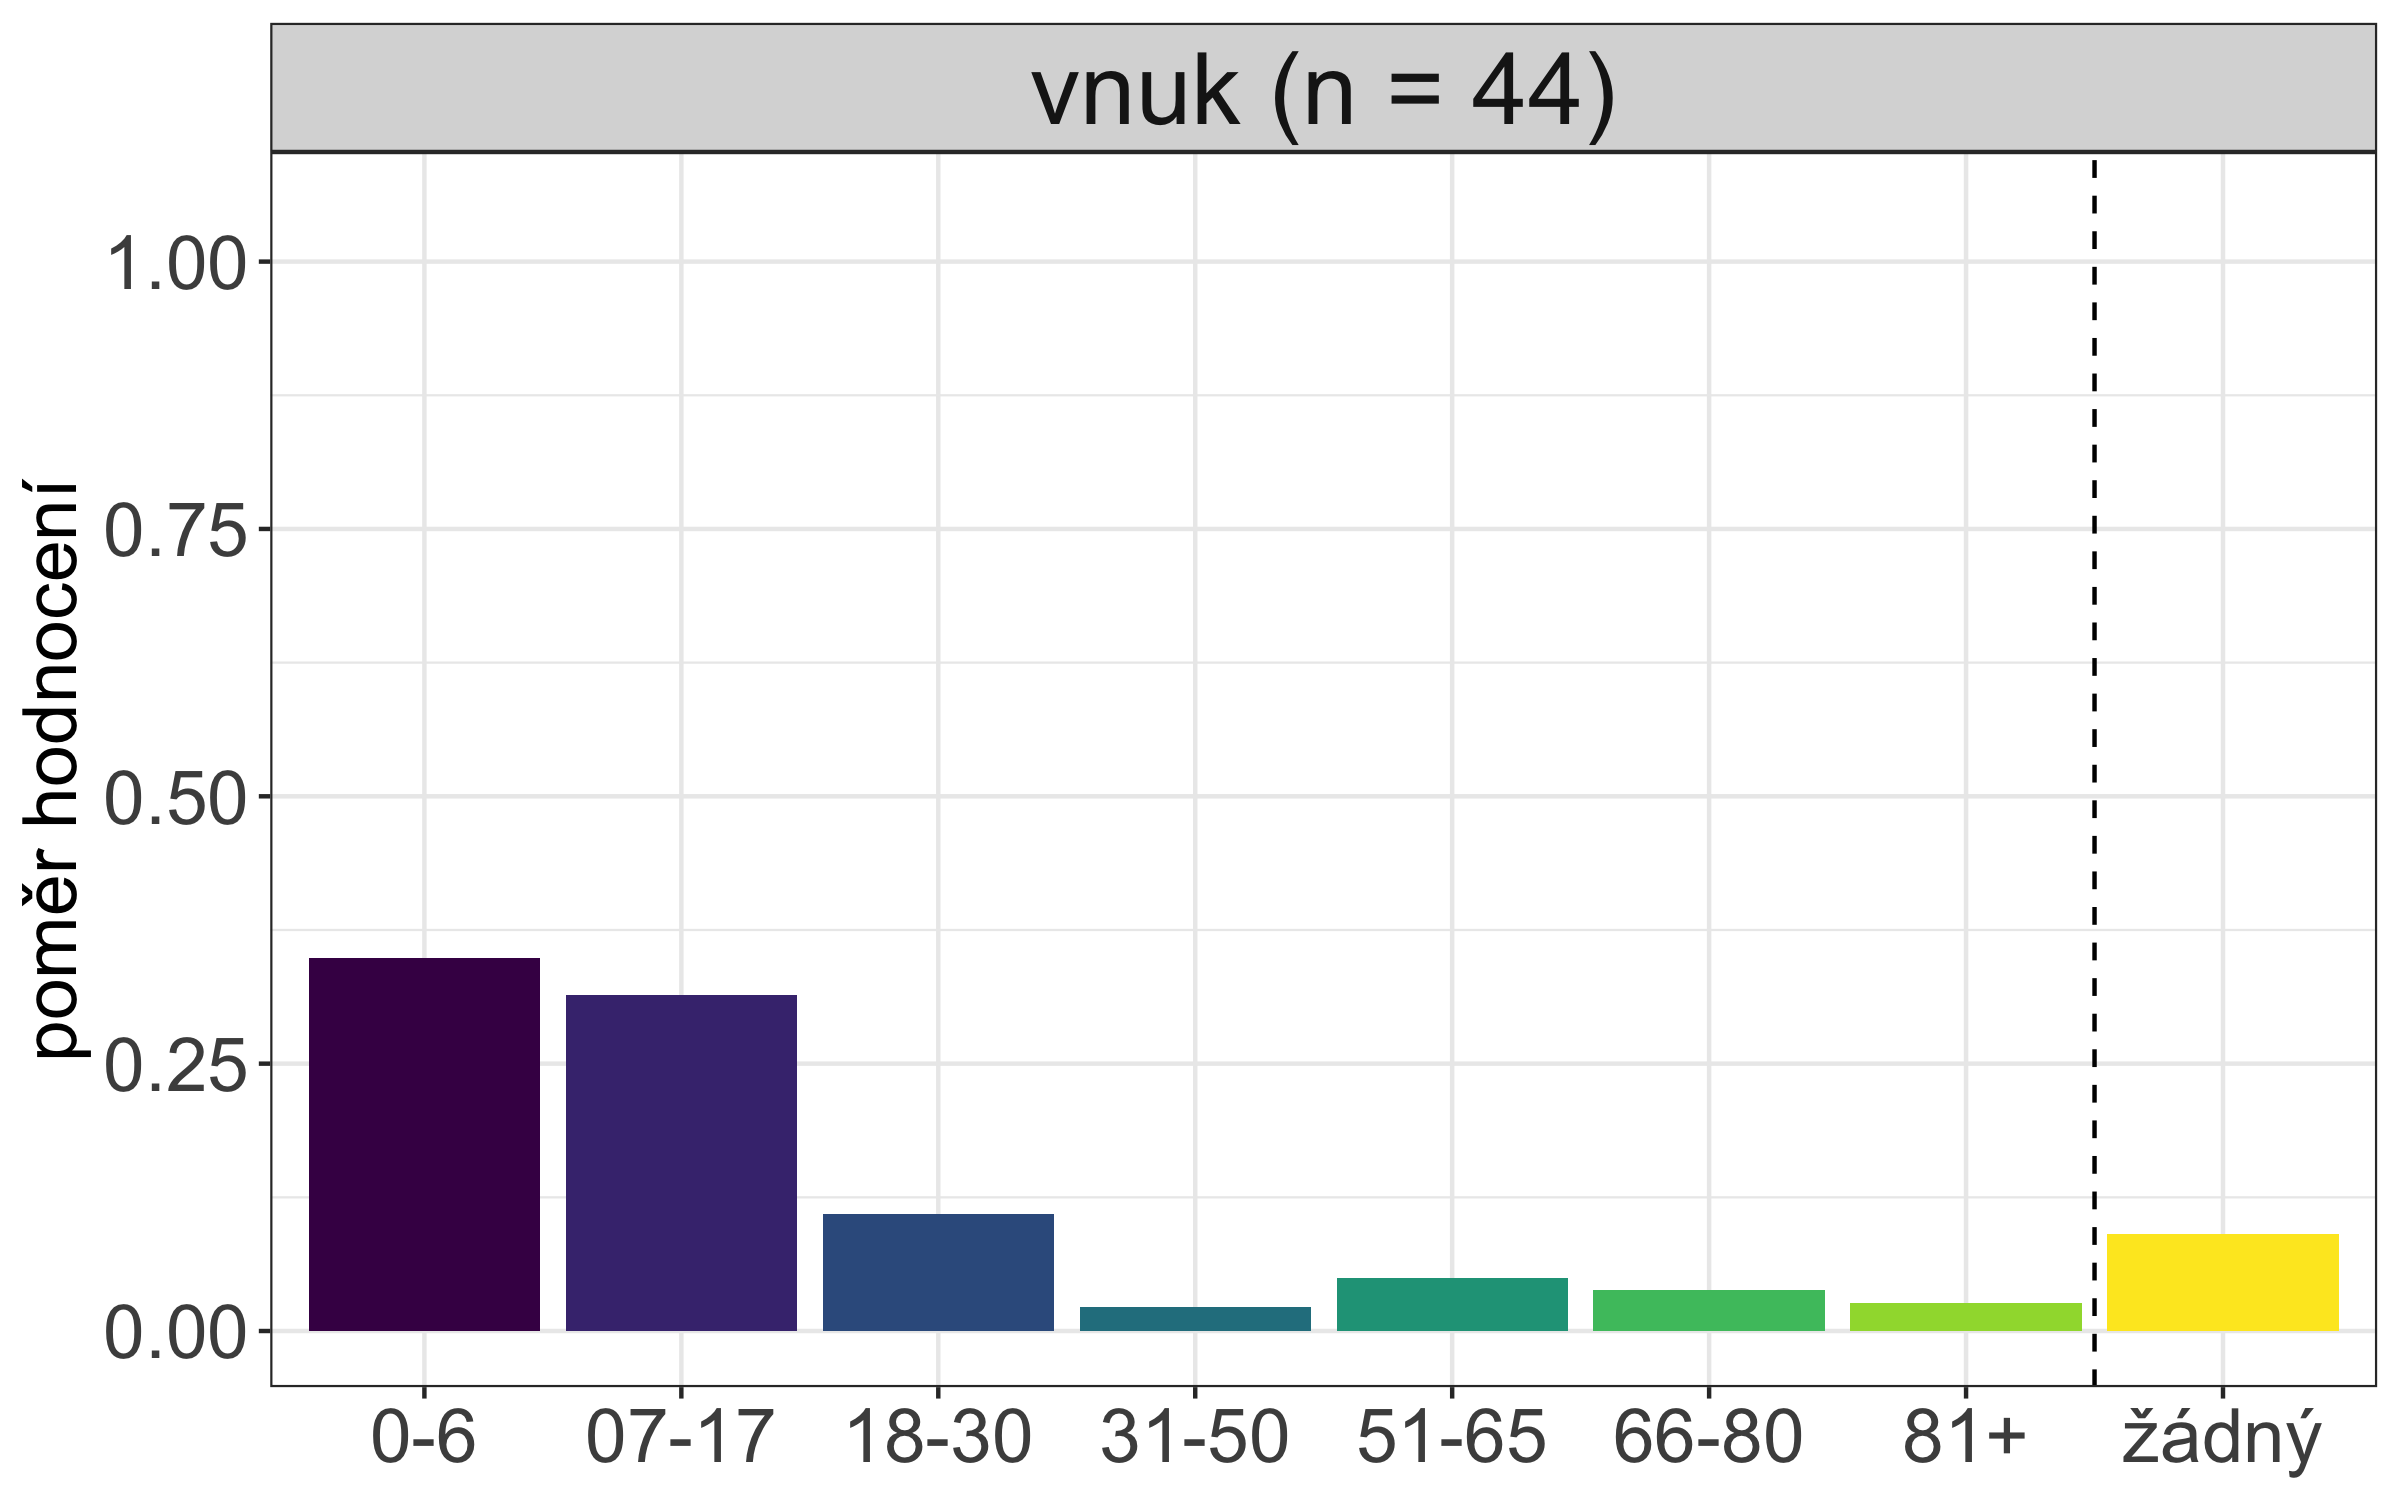 vnuk (n = 44)
poměr hodnocení
1.00
0.75
0.50
0.25
0.00
0-6 07-17 18-30 31-50 51-65 66-80 81+ žádný